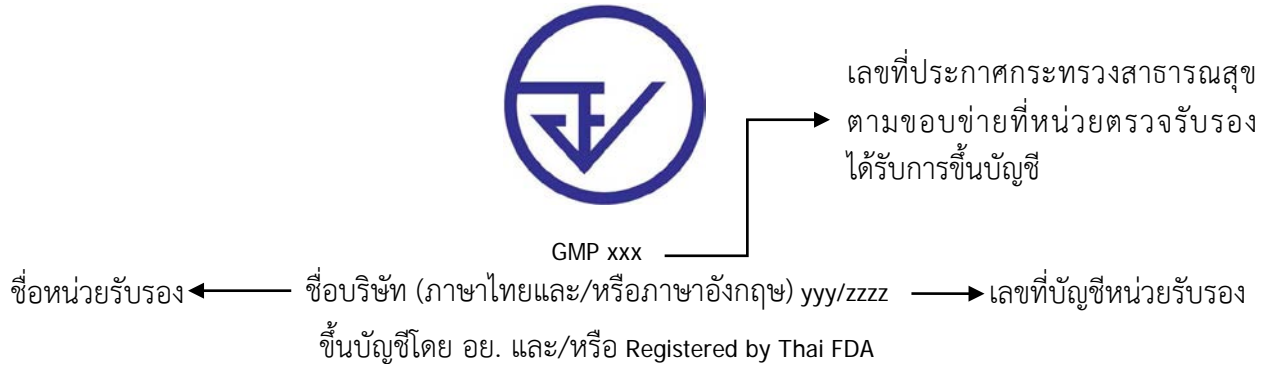 เลขที่ประกาศกระทรวงสาธารณสุข
ตามขอบข่ายที่หน่วยตรวจรับรอง
ได้รับการขึ้นบัญชี
GMP xxx
ชื่อหน่วยรับรอง ชื่อบริษัท (ภาษาไทยและ/หรือภาษาอังกฤษ) yyy/zzzz เลขที่บัญชีหน่วยรับรอง
ขึ้นบัญชีโดย อย. และ/หรือ Registered by Thai FDA